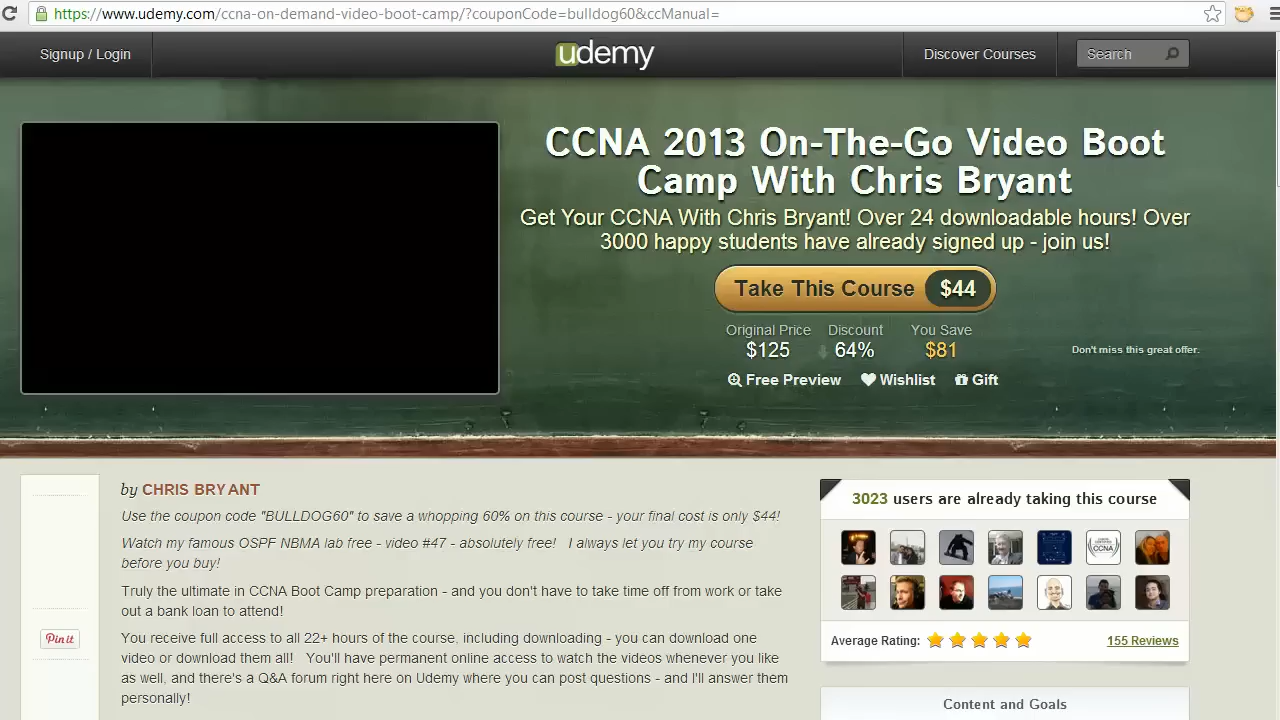 https://www.udemy.com/ccna-on-demand-video-boot-camp/?couponCode=bulldog60&ccManual=
Signup / Login
udemy
Discover Courses
Search
CCNA 2013 On-The-Go Video Boot
Camp With Chris Bryant
Get Your CCNA With Chris Bryant! Over 24 downloadable hours! Over
3000 happy students have already signed up - join us!
Take This Course $44
Original Price Discount You Save
$125 64% $81
Don't miss this great offer.
Free Preview Wishlist Gift
by CHRIS BRYANT
Use the coupon code "BULLDOG60" to save a whopping 60% on this course - your final cost is only $44!
Watch my famous OSPF NBMA lab free - video #47 - absolutely free! I always let you try my course
before you buy!
Truly the ultimate in CCNA Boot Camp preparation - and you don't have to take time off from work or take
out a bank loan to attend!
You receive full access to all 22+ hours of the course, including downloading - you can download one
video or download them all! You'll have permanent online access to watch the videos whenever you like
as well, and there's a Q&A forum right here on Udemy where you can post questions - and I'll answer them
personally!
Pin it
3023 users are already taking this course
CCNA
Average Rating: 155 Reviews
Content and Goals